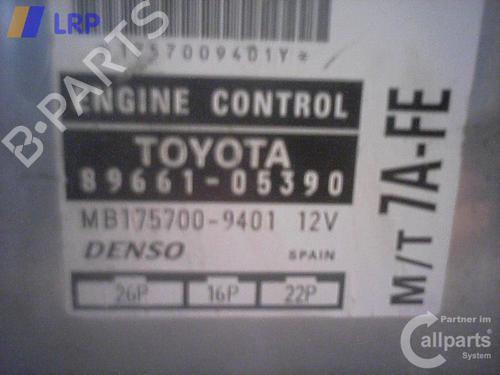 LRP
B-PARTS
1757009401Y*
ENGINE CONTROL
TOYOTA
89661-05390
MB175700-9401 12V
DENSO SPAIN
26P 16P 22P
M/T 7A-FE
Partner im
Callparts
System